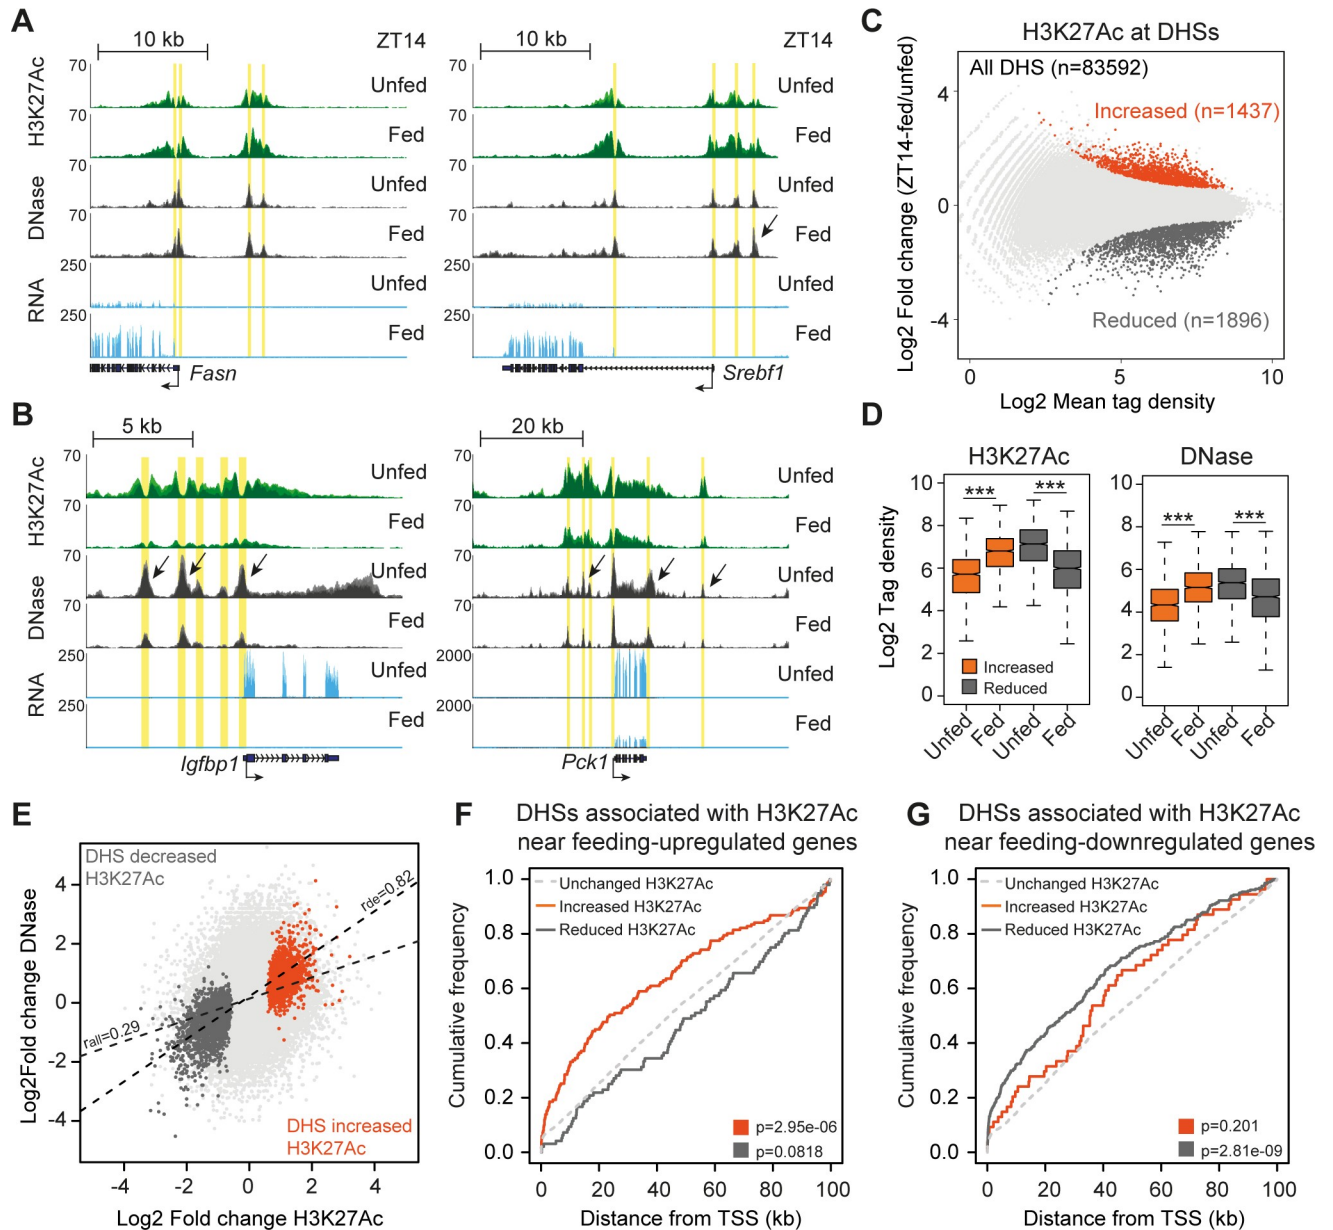 A
10 kb
ZT14
10 kb
ZT14
H3K27Ac
DNase
RNA
70
Unfed
70
Fed
70
Unfed
70
Fed
250
Unfed
250
Fed
70
Unfed
70
Fed
70
Unfed
70
Fed
250
Unfed
250
Fed
Fasn
Srebf1
B
5 kb
20 kb
H3K27Ac
DNase
RNA
70
Unfed
70
Fed
70
Unfed
70
Fed
250
Unfed
250
Fed
70
Unfed
70
Fed
70
Unfed
70
Fed
2000
Unfed
2000
Fed
Igfbp1
Pck1
C
H3K27Ac at DHSs
All DHS (n=83592)
Increased (n=1437)
Reduced (n=1896)
Log2 Fold change (ZT14-fed/unfed)
4
0
-4
0 5 10
Log2 Mean tag density
D
H3K27Ac
DNase
Log2 Tag density
10
8
6
4
2
0
*** ***
Increased
Reduced
Unfed Fed Unfed Fed
10
8
6
4
2
0
*** ***
Unfed Fed Unfed Fed
E
DHS decreased
H3K27Ac
rde=0.82
rall=0.29
DHS increased
H3K27Ac
Log2Fold change DNase
4
2
0
-2
-4
-4 -2 0 2 4
Log2 Fold change H3K27Ac
F
DHSs associated with H3K27Ac
near feeding-upregulated genes
Unchanged H3K27Ac
Increased H3K27Ac
Reduced H3K27Ac
p=2.95e-06
p=0.0818
Cumulative frequency
1.0
0.8
0.6
0.4
0.2
0.0
0 20 40 60 80 100
Distance from TSS (kb)
G
DHSs associated with H3K27Ac
near feeding-downregulated genes
Unchanged H3K27Ac
Increased H3K27Ac
Reduced H3K27Ac
p=0.201
p=2.81e-09
Cumulative frequency
1.0
0.8
0.6
0.4
0.2
0.0
0 20 40 60 80 100
Distance from TSS (kb)